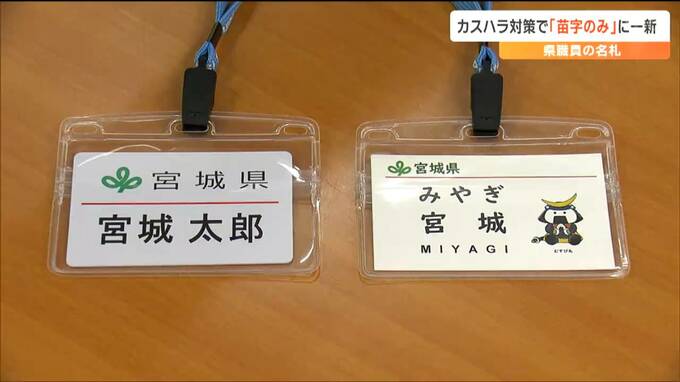 カスハラ対策で「苗字のみ」に一新
県職員の名札
宮城県
宮城 太郎
宮城県
みやぎ
宮城
MIYAGI
むすび丸